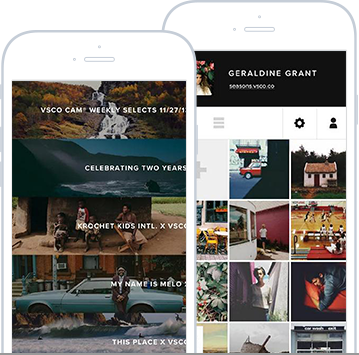 VSCO CAM® WEEKLY SELECTS 11/27/1
CELEBRATING TWO YEARS
KROCHET KIDS INTL. X VSCO
MY NAME IS MELO
THIS PLACE X VSCO
GERALDINE GRANT
seasons.vsco.co